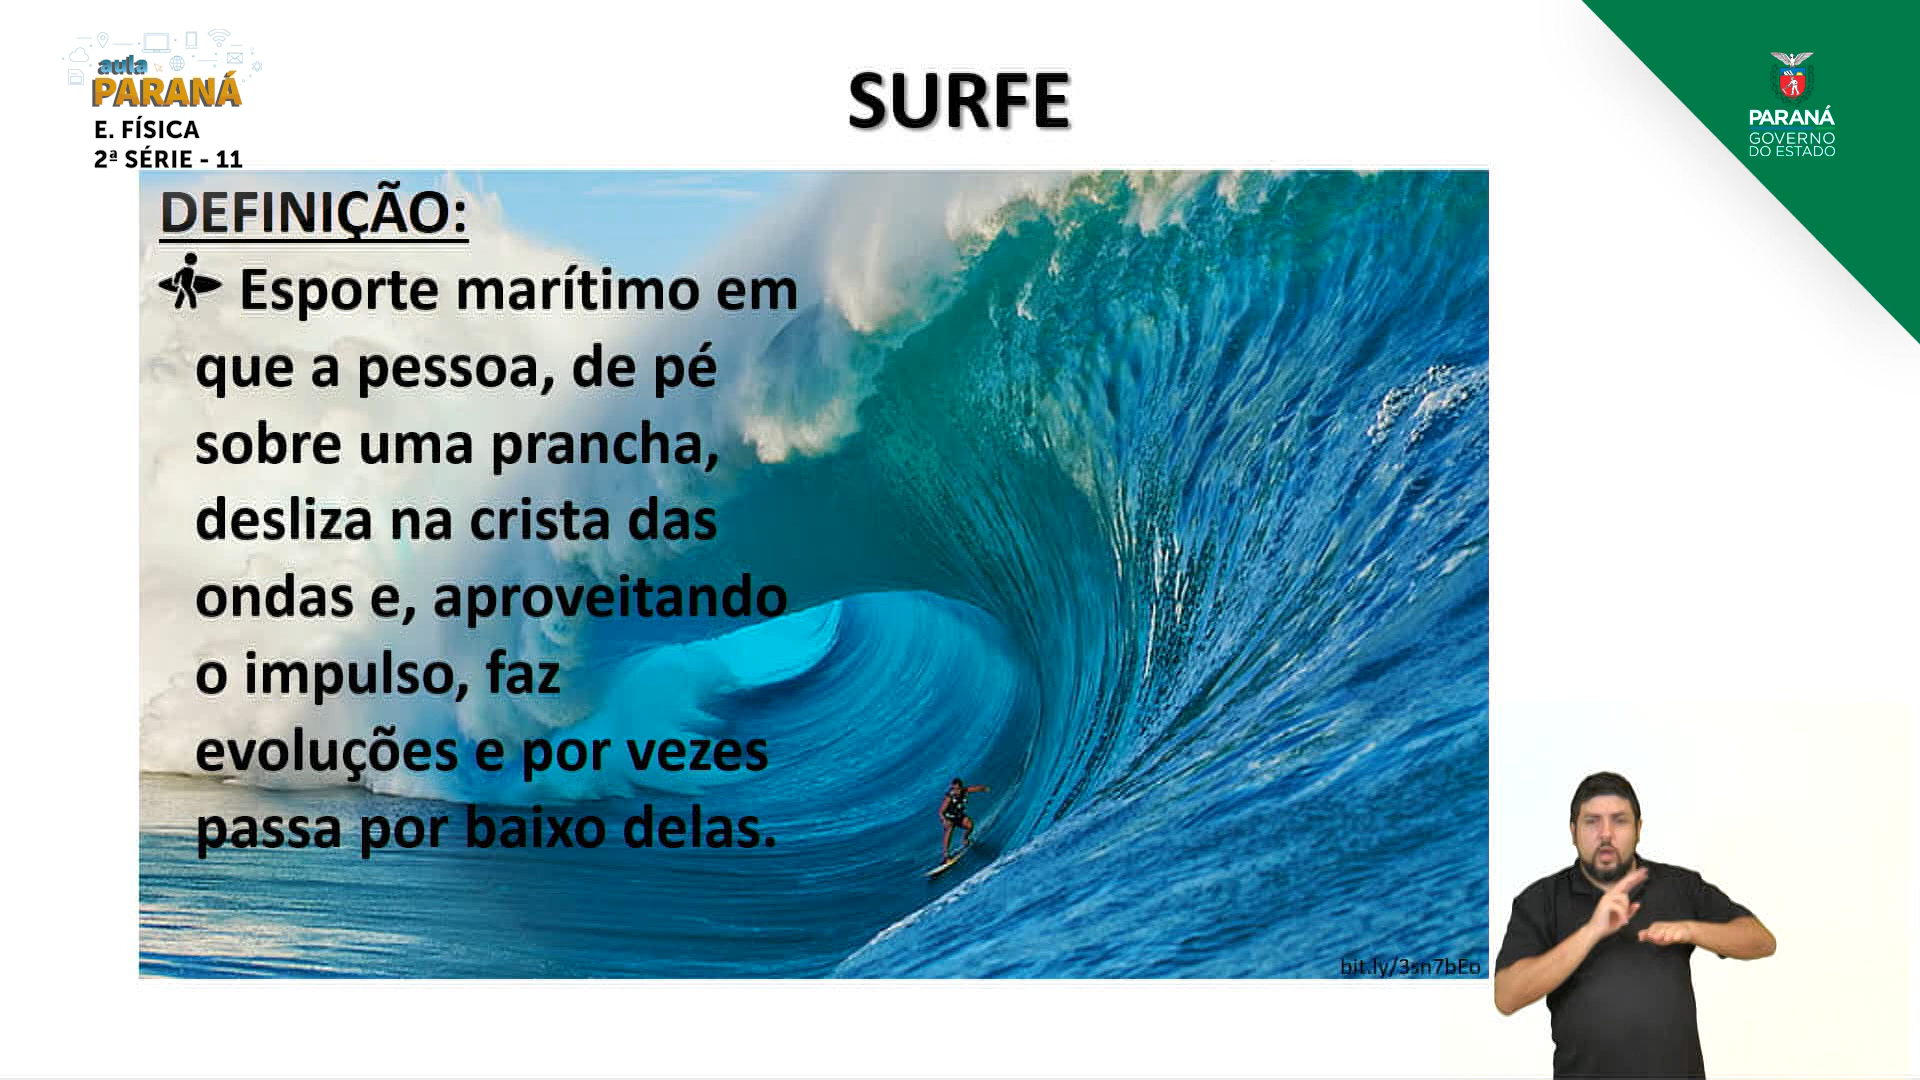 aula
PARANÁ
E. FÍSICA
2ª SÉRIE - 11
SURFE
PARANÁ
GOVERNO
DO ESTADO
DEFINIÇÃO:
Esporte marítimo em
que a pessoa, de pé
sobre uma prancha,
desliza na crista das
ondas e, aproveitando
o impulso, faz
evoluções e por vezes
passa por baixo delas.
bit.ly/3sn7bEo